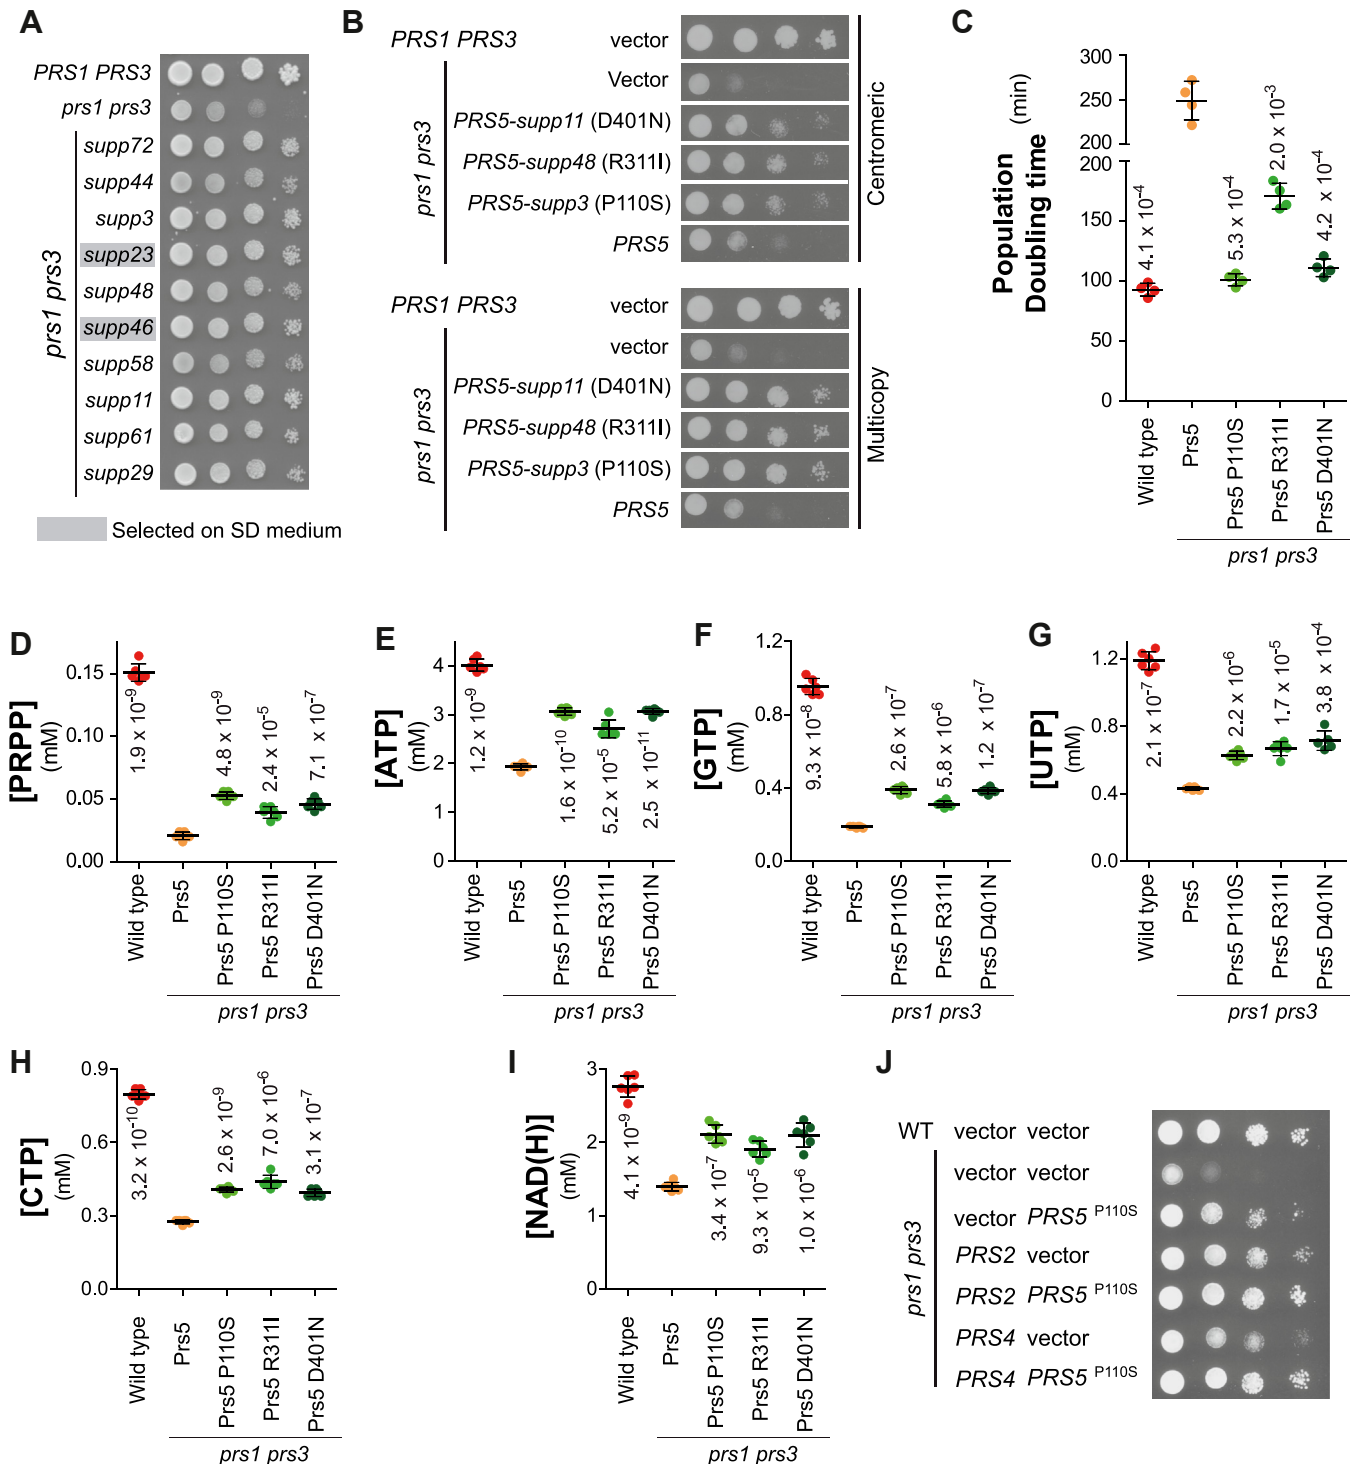 A
PRS1 PRS3
prs1 prs3
prs1 prs3
supp72
supp44
supp3
supp23
supp48
supp46
supp58
supp11
supp61
supp29
Selected on SD medium
B
PRS1 PRS3 vector
prs1 prs3
Vector
PRS5-supp11 (D401N)
PRS5-supp48 (R311I)
PRS5-supp3 (P110S)
PRS5
Centromeric
PRS1 PRS3 vector
prs1 prs3
vector
PRS5-supp11 (D401N)
PRS5-supp48 (R311I)
PRS5-supp3 (P110S)
PRS5
Multicopy
C
Population
Doubling time
(min)
300
250
200
200
150
100
50
0
4.1 x 10⁻⁴
5.3 x 10⁻⁴
2.0 x 10⁻³
4.2 x 10⁻⁴
Wild type
Prs5
Prs5 P110S
Prs5 R311I
Prs5 D401N
prs1 prs3
D
[PRPP]
(mM)
0.15
0.10
0.05
0.00
1.9 x 10⁻⁹
4.8 x 10⁻⁹
2.4 x 10⁻⁵
7.1 x 10⁻⁷
Wild type
Prs5
Prs5 P110S
Prs5 R311I
Prs5 D401N
prs1 prs3
E
[ATP]
(mM)
4
3
2
1
0
1.2 x 10⁻⁹
1.6 x 10⁻¹⁰
5.2 x 10⁻⁵
2.5 x 10⁻¹¹
Wild type
Prs5
Prs5 P110S
Prs5 R311I
Prs5 D401N
prs1 prs3
F
[GTP]
(mM)
1.2
0.8
0.4
0.0
9.3 x 10⁻⁸
2.6 x 10⁻⁷
5.8 x 10⁻⁶
1.2 x 10⁻⁷
Wild type
Prs5
Prs5 P110S
Prs5 R311I
Prs5 D401N
prs1 prs3
G
[UTP]
(mM)
1.2
0.8
0.4
0.0
2.1 x 10⁻⁷
2.2 x 10⁻⁶
1.7 x 10⁻⁵
3.8 x 10⁻⁴
Wild type
Prs5
Prs5 P110S
Prs5 R311I
Prs5 D401N
prs1 prs3
H
[CTP]
(mM)
0.9
0.6
0.3
0.0
3.2 x 10⁻¹⁰
2.6 x 10⁻⁹
7.0 x 10⁻⁶
3.1 x 10⁻⁷
Wild type
Prs5
Prs5 P110S
Prs5 R311I
Prs5 D401N
prs1 prs3
I
[NAD(H)]
(mM)
3
2
1
0
4.1 x 10⁻⁹
3.4 x 10⁻⁷
9.3 x 10⁻⁵
1.0 x 10⁻⁶
Wild type
Prs5
Prs5 P110S
Prs5 R311I
Prs5 D401N
prs1 prs3
J
WT vector vector
prs1 prs3
vector vector
vector PRS5 P110S
PRS2 vector
PRS2 PRS5 P110S
PRS4 vector
PRS4 PRS5 P110S